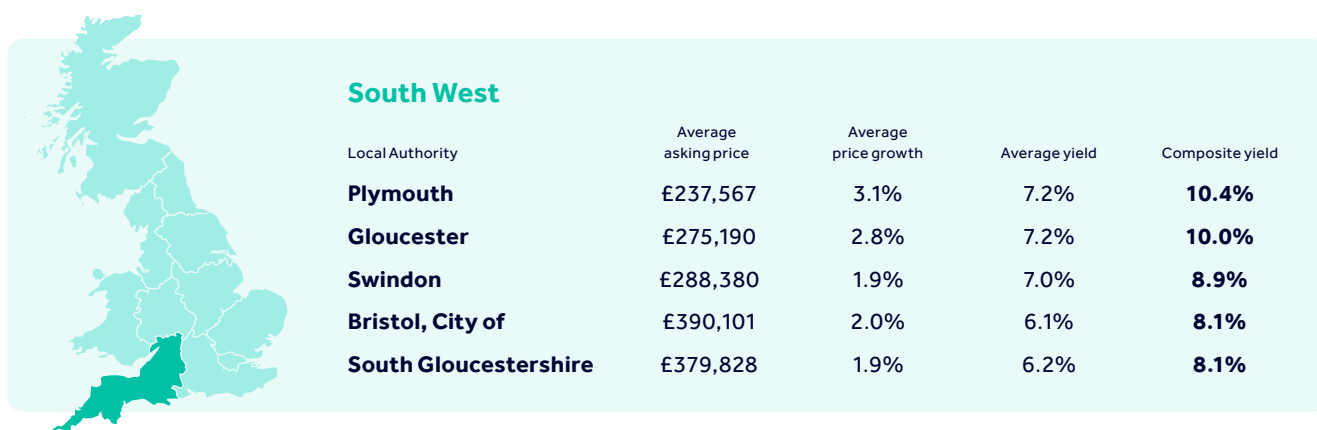 South West
Local Authority Average asking price Average price growth Average yield Composite yield
Plymouth £237,567 3.1% 7.2% 10.4%
Gloucester £275,190 2.8% 7.2% 10.0%
Swindon £288,380 1.9% 7.0% 8.9%
Bristol, City of £390,101 2.0% 6.1% 8.1%
South Gloucestershire £379,828 1.9% 6.2% 8.1%